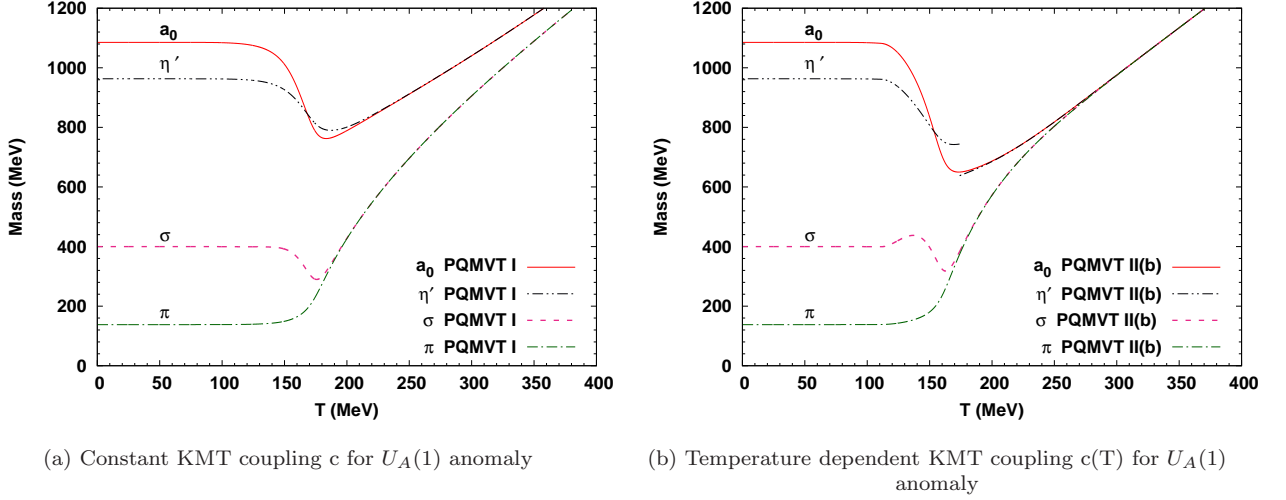 1200
1000
800
600
400
200
0
Mass (MeV)
a0
η′
σ
π
a0 PQMVT I
η′ PQMVT I
σ PQMVT I
π PQMVT I
0 50 100 150 200 250 300 350 400
T (MeV)
(a) Constant KMT coupling c for U_A(1) anomaly
1200
1000
800
600
400
200
0
Mass (MeV)
a0
η′
σ
π
a0 PQMVT II(b)
η′ PQMVT II(b)
σ PQMVT II(b)
π PQMVT II(b)
0 50 100 150 200 250 300 350 400
T (MeV)
(b) Temperature dependent KMT coupling c(T) for U_A(1)
anomaly